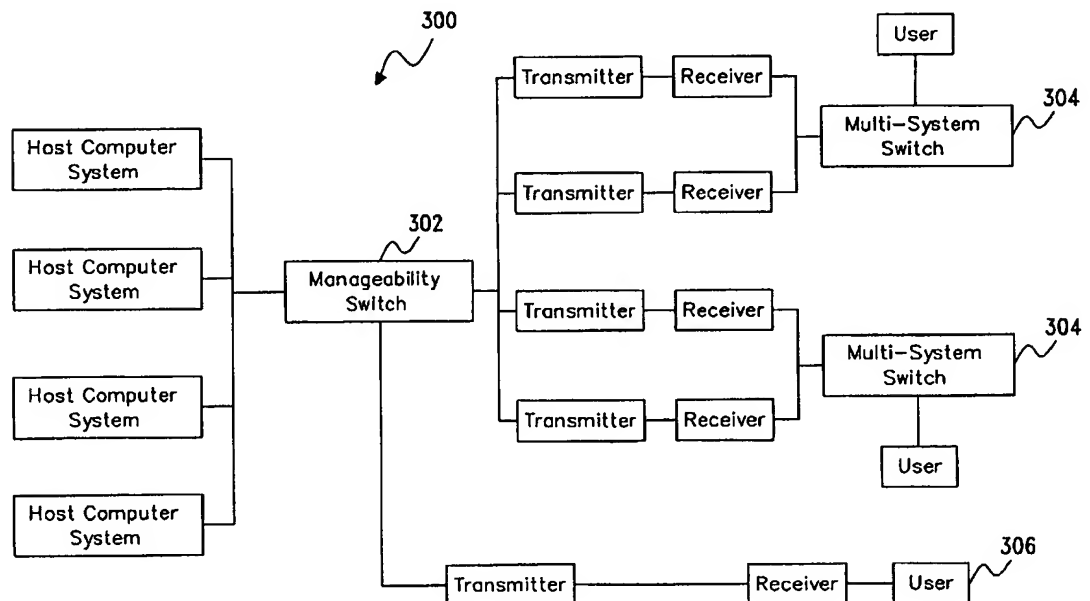 300
User
Transmitter
Receiver
304
Multi-System
Switch
Host Computer
System
Transmitter
Receiver
302
Host Computer
System
Manageability
Switch
Transmitter
Receiver
304
Multi-System
Switch
Host Computer
System
Transmitter
Receiver
User
Host Computer
System
306
Transmitter
Receiver
User